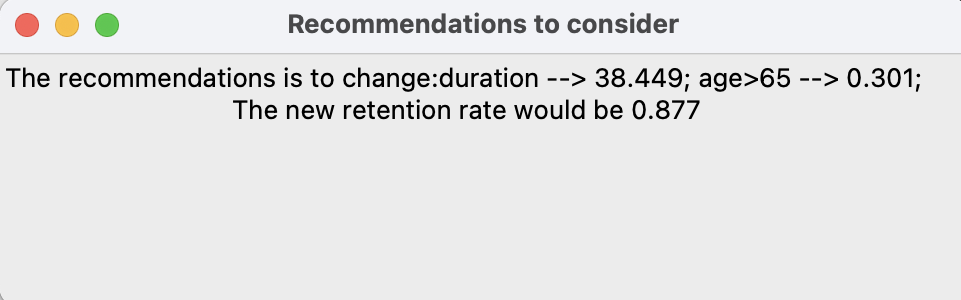 Recommendations to consider
The recommendations is to change:duration --> 38.449; age>65 --> 0.301;
The new retention rate would be 0.877